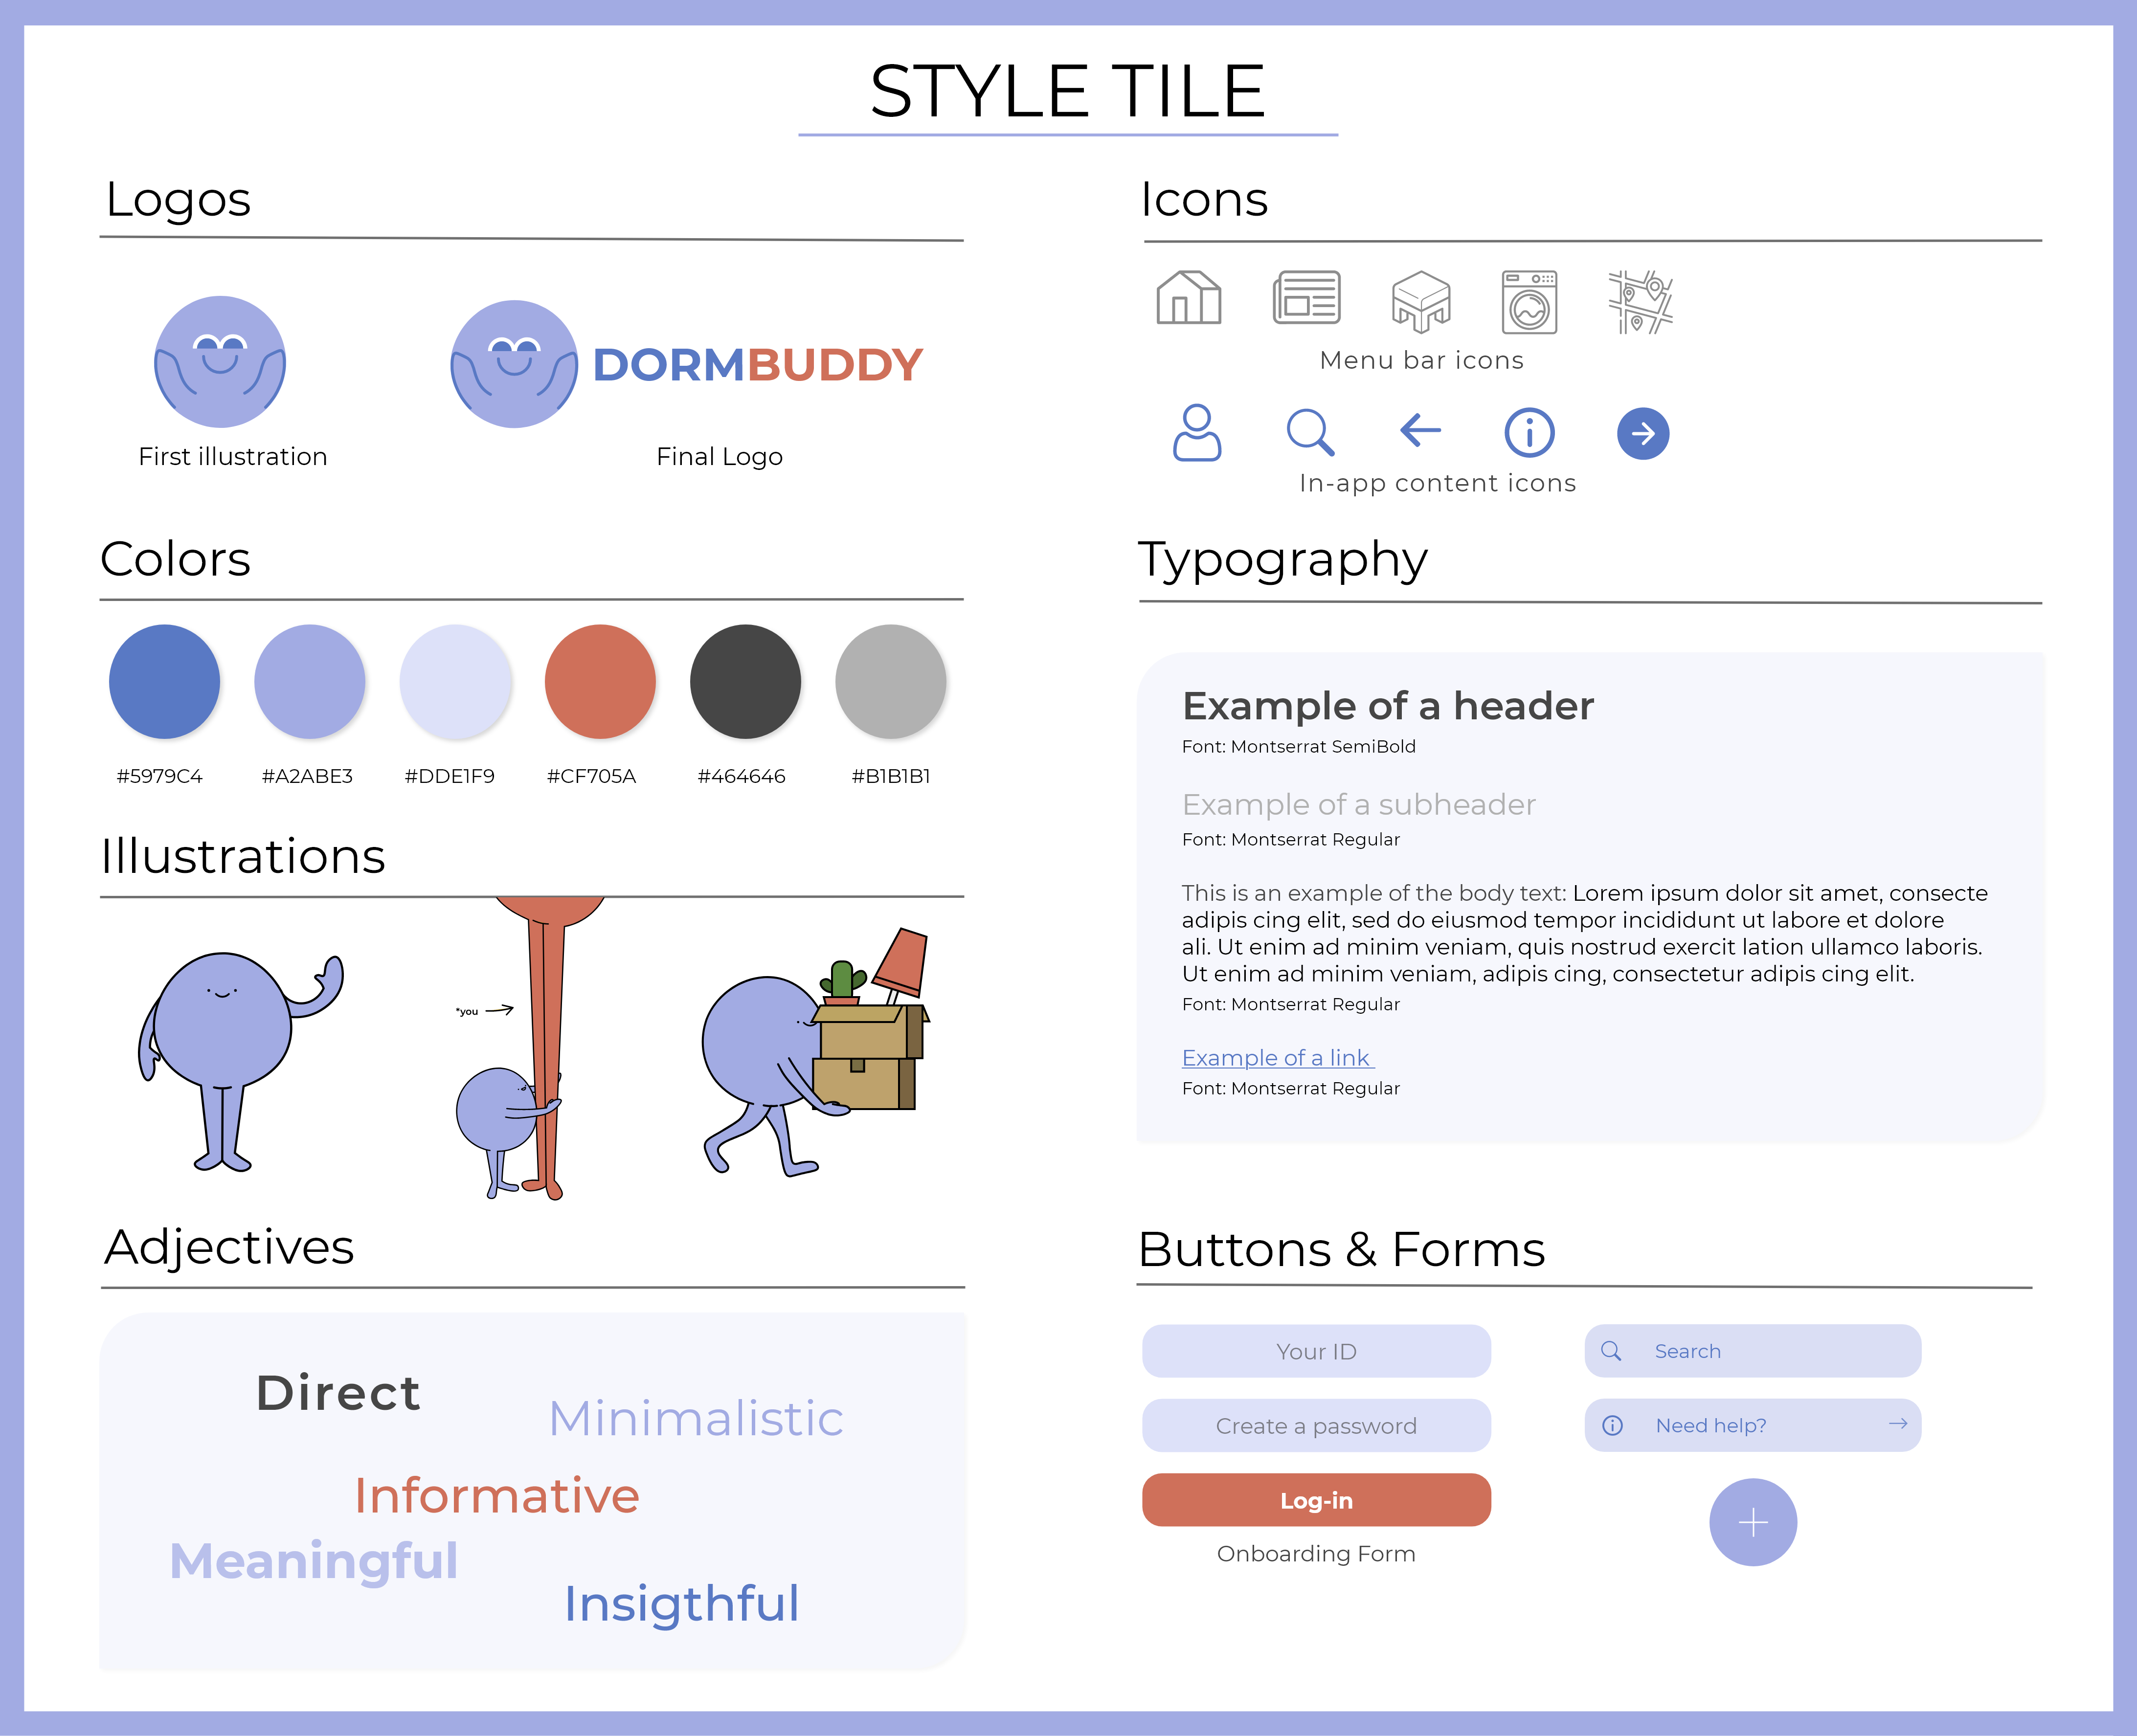 STYLE TILE
Logos
DORMBUDDY
First illustration
Final Logo
Colors
#5979C4
#A2ABE3
#DDE1F9
#CF705A
#464646
#B1B1B1
Illustrations
*you
Adjectives
Direct
Minimalistic
Informative
Meaningful
Insigthful
Icons
Menu bar icons
In-app content icons
Typography
Example of a header
Font: Montserrat SemiBold
Example of a subheader
Font: Montserrat Regular
This is an example of the body text: Lorem ipsum dolor sit amet, consecte
adipis cing elit, sed do eiusmod tempor incididunt ut labore et dolore
ali. Ut enim ad minim veniam, quis nostrud exercit lation ullamco laboris.
Ut enim ad minim veniam, adipis cing, consectetur adipis cing elit.
Font: Montserrat Regular
Example of a link
Font: Montserrat Regular
Buttons & Forms
Your ID
Create a password
Log-in
Onboarding Form
Search
Need help?